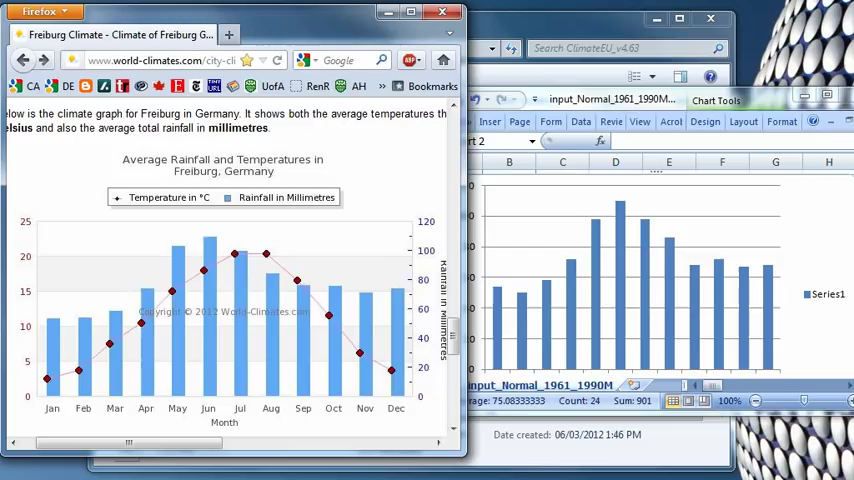 Firefox
Freiburg Climate - Climate of Freiburg G...
www.world-climates.com/city-cli
Google
ABP
CA
DE
UofA
RenR
AH
»
Bookmarks
elow is the climate graph for Freiburg in Germany. It shows both the average temperatures th
elsius and also the average total rainfall in millimetres.
Average Rainfall and Temperatures in
Freiburg, Germany
Temperature in °C
Rainfall in Millimetres
25
20
15
10
5
0
120
100
80
60
40
20
0
Rainfall in Millimetres
Copyright © 2012 World-Climates.com
Jan Feb Mar Apr May Jun Jul Aug Sep Oct Nov Dec
Month
Search ClimateEU_v4.63
input_Normal_1961_1990M...
Chart Tools
Inser Page Form Data Revie View Design Layout Format
rt 2
fx
B C D E F G H
Series1
input_Normal_1961_1990M
erage: 75.08333333 Count: 24 Sum: 901
100%
Date created: 06/03/2012 1:46 PM